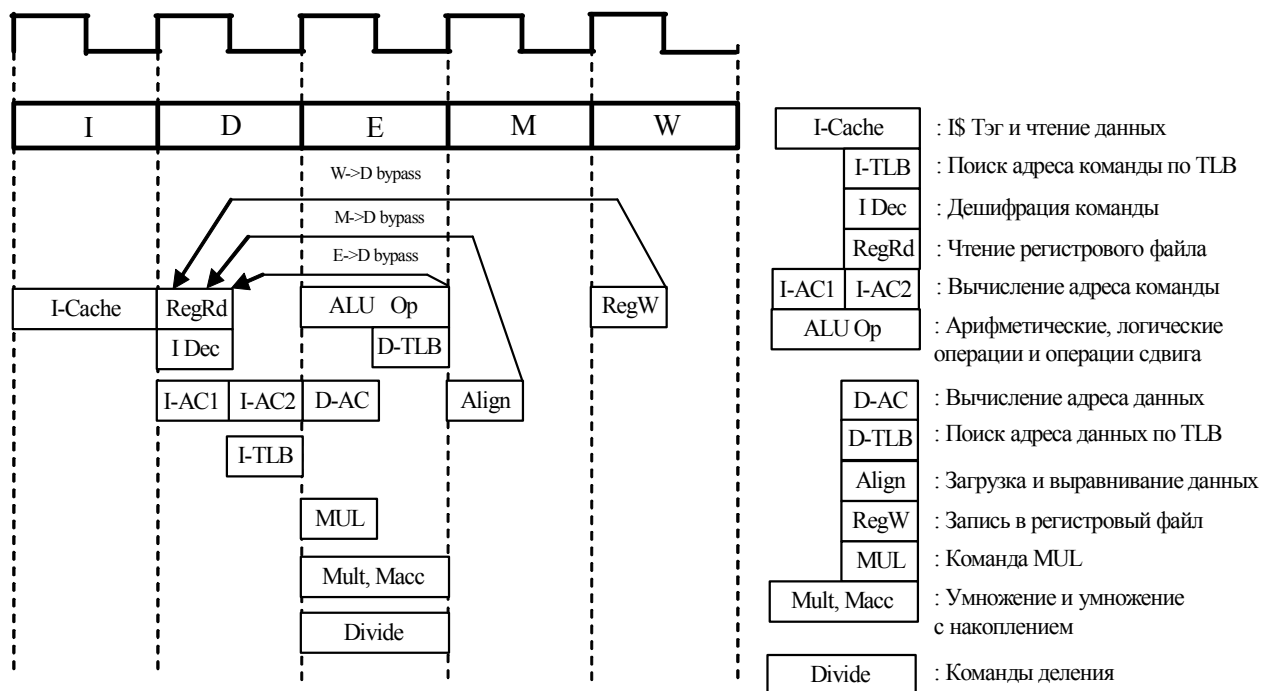 I D E M W
W->D bypass
M->D bypass
E->D bypass
I-Cache RegRd ALU Op RegW
I Dec D-TLB
I-AC1 I-AC2 D-AC Align
I-TLB
MUL
Mult, Macc
Divide
I-Cache : I$ Тэг и чтение данных
I-TLB : Поиск адреса команды по TLB
I Dec : Дешифрация команды
RegRd : Чтение регистрового файла
I-AC1 I-AC2 : Вычисление адреса команды
ALU Op : Арифметические, логические
операции и операции сдвига
D-AC : Вычисление адреса данных
D-TLB : Поиск адреса данных по TLB
Align : Загрузка и выравнивание данных
RegW : Запись в регистровый файл
MUL : Команда MUL
Mult, Macc : Умножение и умножение
с накоплением
Divide : Команды деления